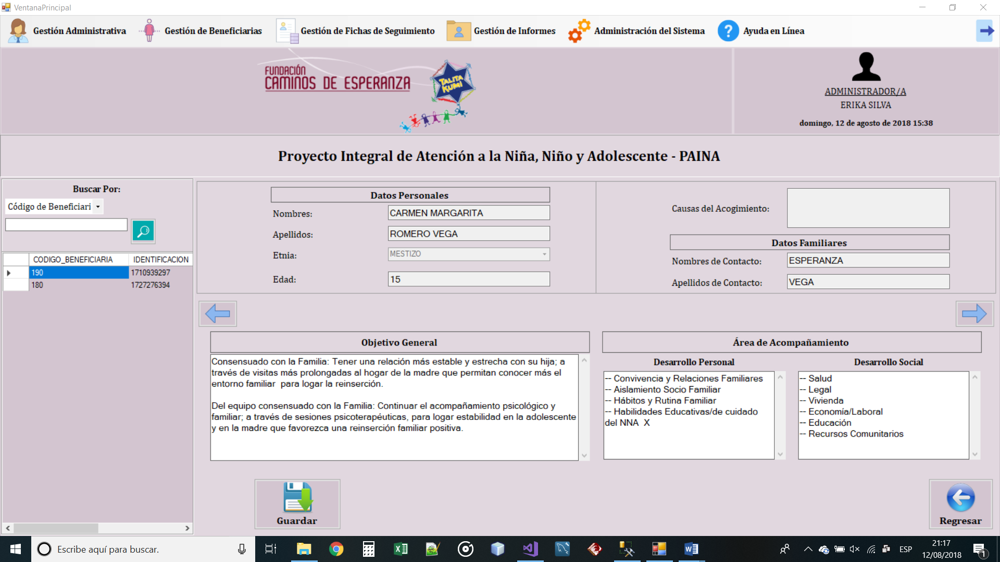 VentanaPrincipal
Gestión Administrativa
Gestión de Beneficiarias
Gestión de Fichas de Seguimiento
Gestión de Informes
Administración del Sistema
? Ayuda en Línea
FUNDACIÓN
CAMINOS DE ESPERANZA
TALITA
KUMI
ADMINISTRADOR/A
ERIKA SILVA
domingo, 12 de agosto de 2018 15:38
Proyecto Integral de Atención a la Niña, Niño y Adolescente - PAINA
Buscar Por:
Código de Beneficiari
CODIGO_BENEFICIARIA IDENTIFICACION
190 1710939297
180 1727276394
Datos Personales
Nombres: CARMEN MARGARITA
Apellidos: ROMERO VEGA
Etnia: MESTIZO
Edad: 15
Causas del Acogimiento:
Datos Familiares
Nombres de Contacto: ESPERANZA
Apellidos de Contacto: VEGA
Objetivo General
Consensuado con la Familia: Tener una relación más estable y estrecha con su hija; a
través de visitas más prolongadas al hogar de la madre que permitan conocer más el
entorno familiar  para logar la reinserción.
Del equipo consensuado con la Familia: Continuar el acompañamiento psicológico y
familiar; a través de sesiones psicoterapéuticas, para logar estabilidad en la adolescente
y en la madre que favorezca una reinserción familiar positiva.
Área de Acompañamiento
Desarrollo Personal
-- Convivencia y Relaciones Familiares
-- Aislamiento Socio Familiar
-- Hábitos y Rutina Familiar
-- Habilidades Educativas/de cuidado
del NNA  X
Desarrollo Social
-- Salud
-- Legal
-- Vivienda
-- Economía/Laboral
-- Educación
-- Recursos Comunitarios
Guardar
Regresar
Escribe aquí para buscar.
ESP
21:17
12/08/2018
1